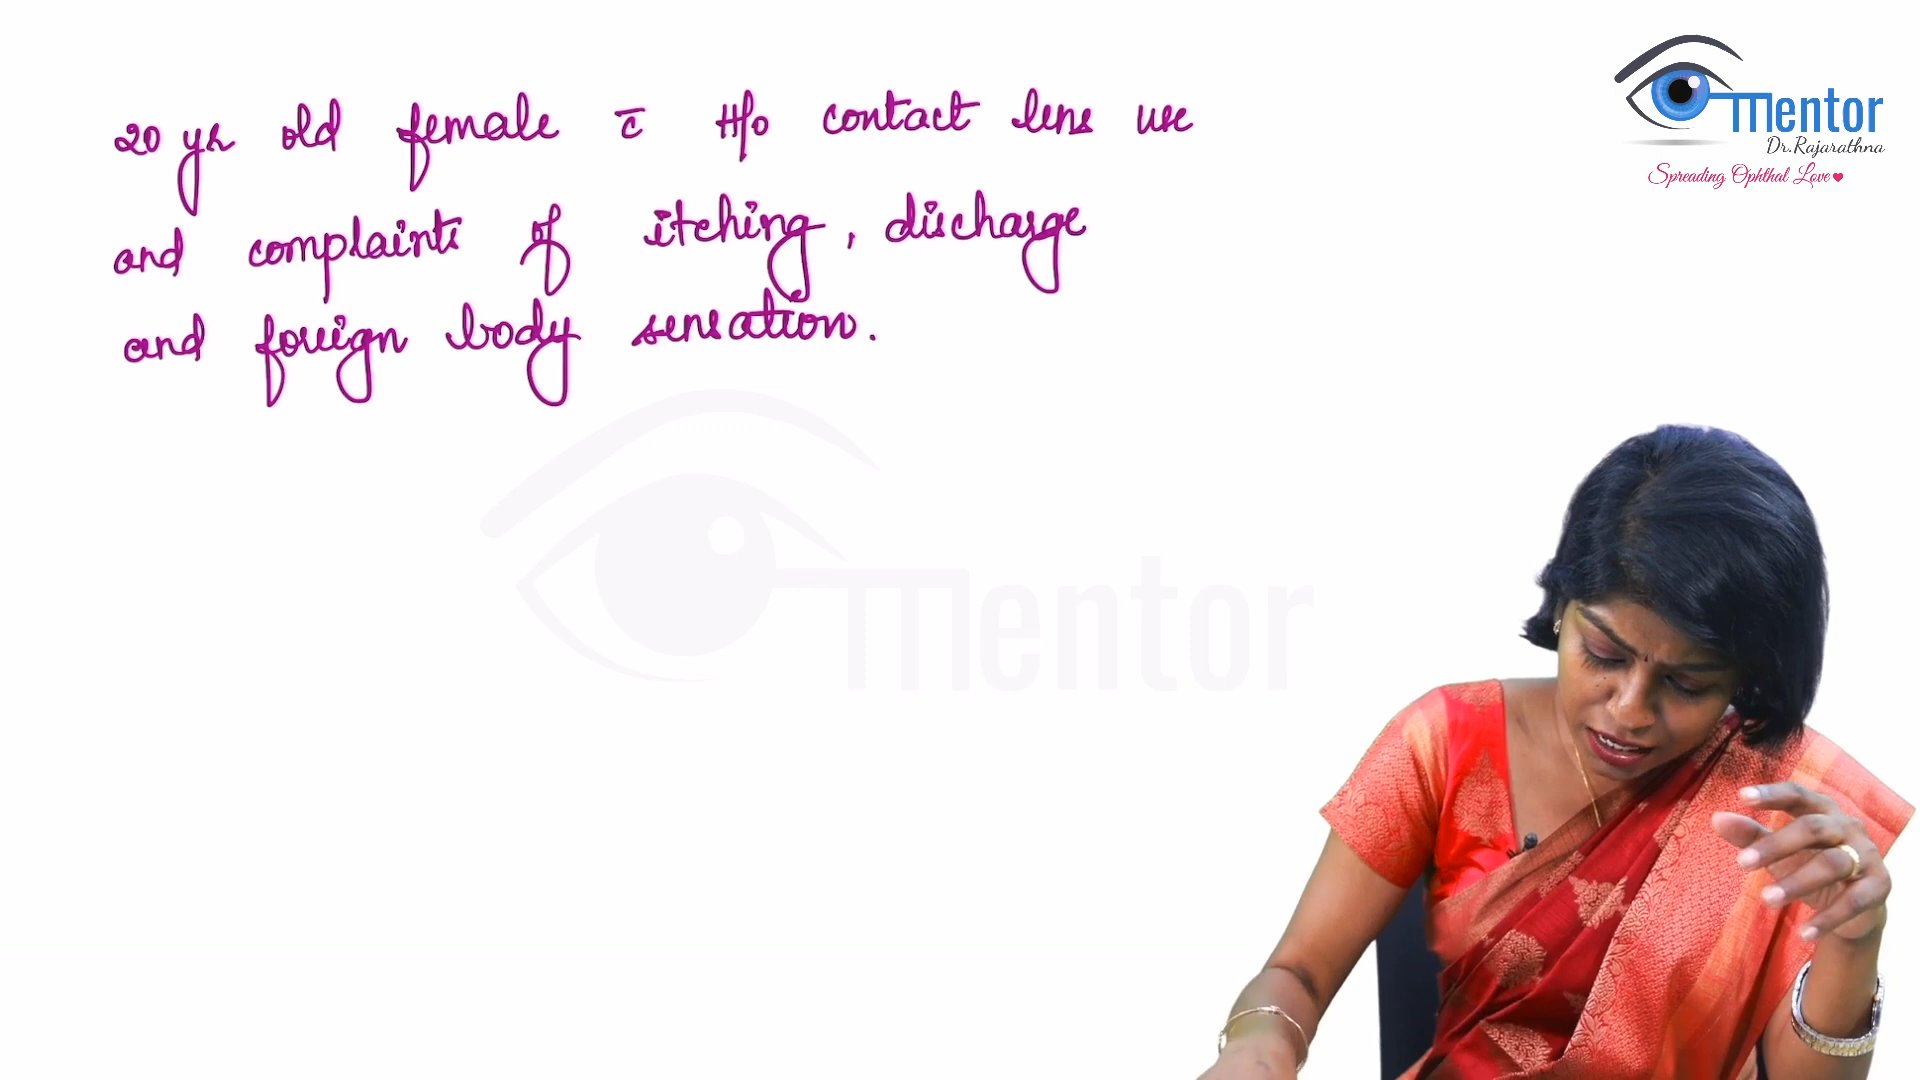 20 yr old female c̄ H/o contact lens use
and complaints of itching, discharge
and foreign body sensation.
mentor
Dr.Rajarathna
Spreading Ophthal Love
mentor